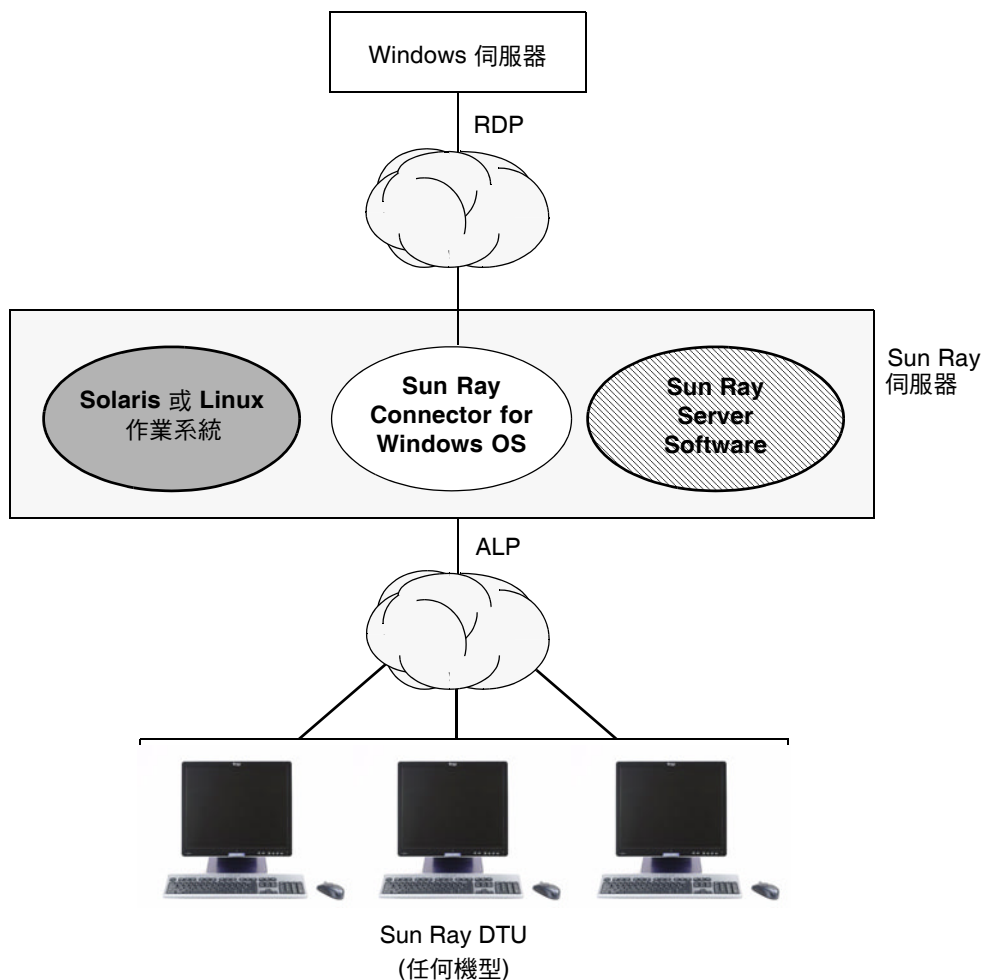 Windows 伺服器
RDP
Solaris 或 Linux
作業系統
Sun Ray
Connector for
Windows OS
Sun Ray
Server
Software
Sun Ray
伺服器
ALP
Sun Ray DTU
(任何機型)